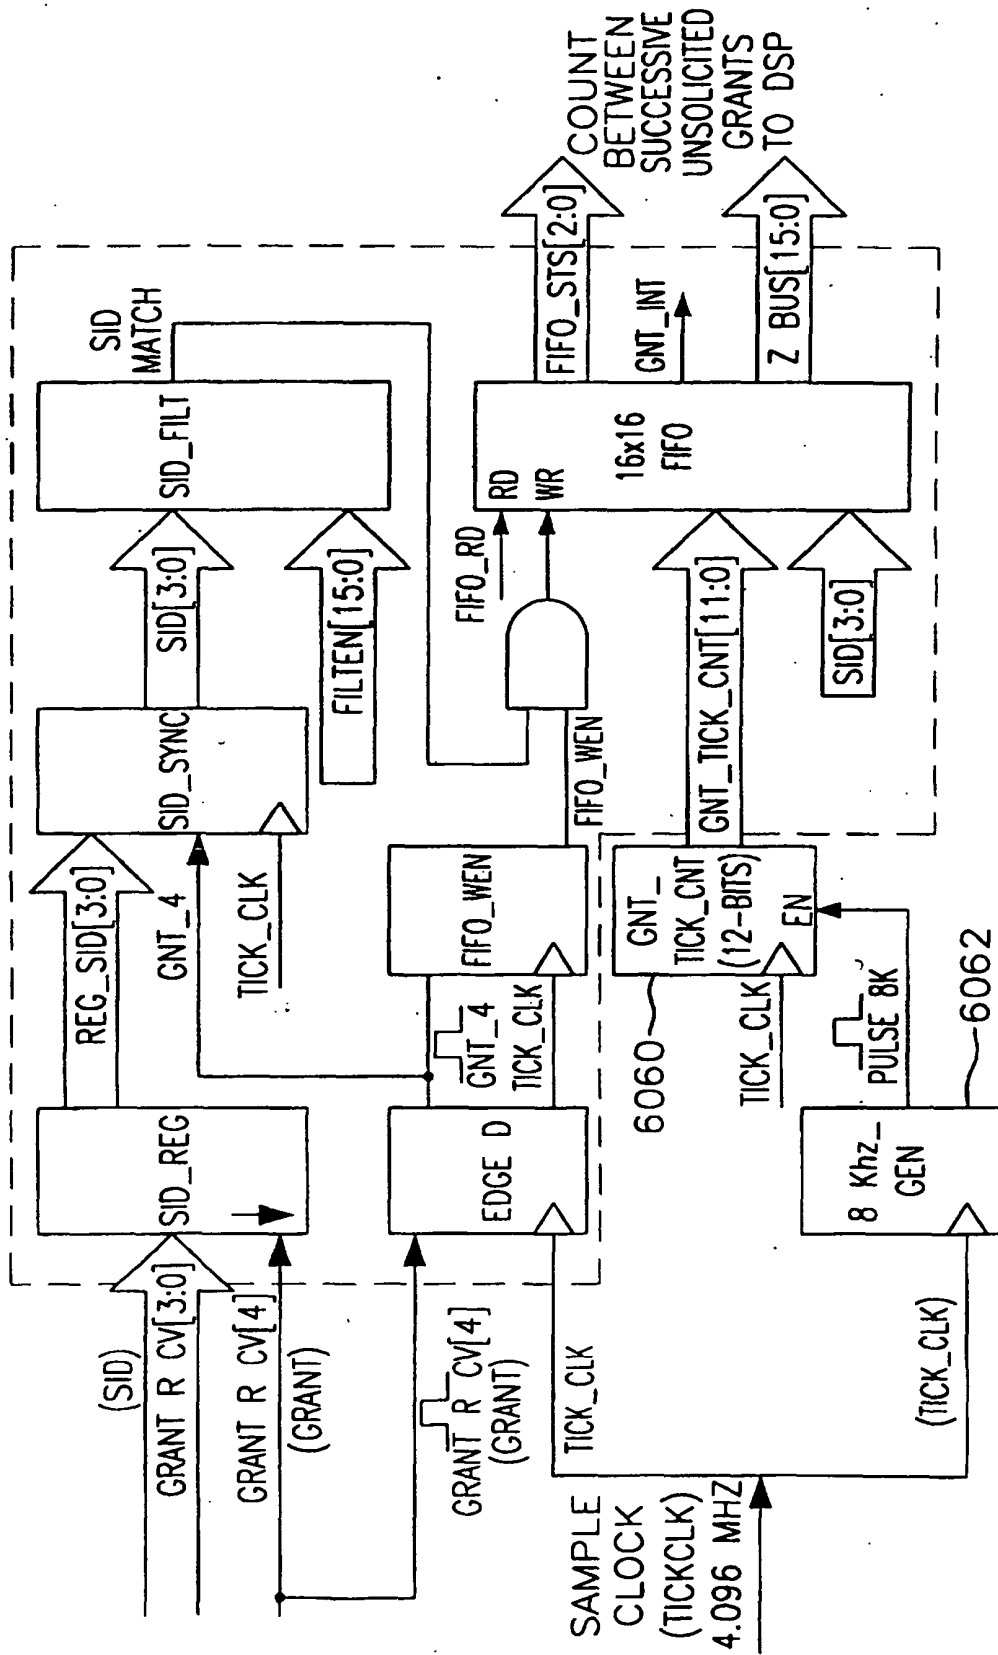 (SID)
GRANT R CV[3:0]
GRANT R CV[4]
(GRANT)
GRANT R CV[4]
(GRANT)
SAMPLE
CLOCK
(TICKCLK)
4.096 MHZ
TICK_CLK
(TICK_CLK)
SID_REG
EDGE D
8 Khz_
GEN
6062
REG_SID[3:0]
GNT_4
TICK_CLK
GNT_4
TICK_CLK
6060
TICK_CLK
PULSE 8K
SID_SYNC
FIFO_WEN
GNT_
TICK_CNT
(12-BITS)
EN
SID[3:0]
FILTEN[15:0]
FIFO_WEN
GNT_TICK_CNT[11:0]
SID[3:0]
FIFO_RD
SID_FILT
RD
WR
16x16
FIFO
SID
MATCH
FIFO_STS[2:0]
GNT_INT
Z BUS[15:0]
COUNT
BETWEEN
SUCCESSIVE
UNSOLICITED
GRANTS
TO DSP